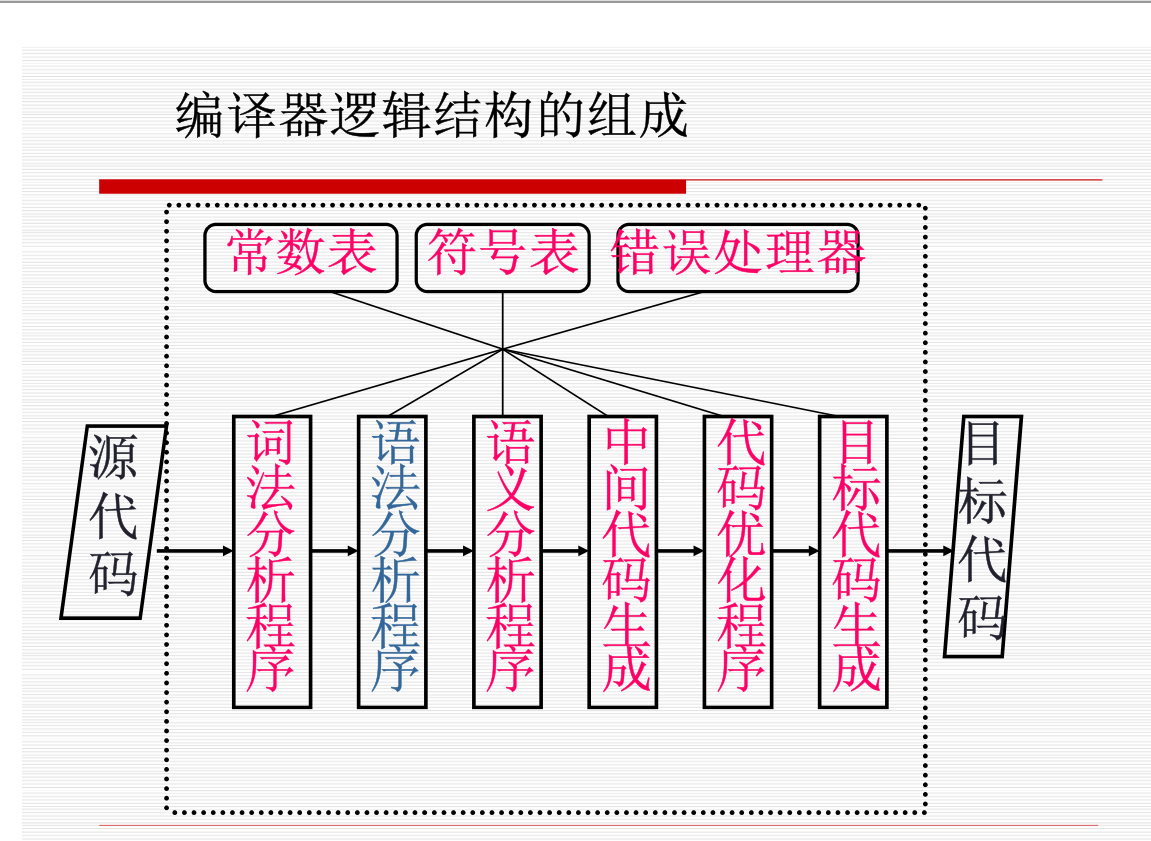 编译器逻辑结构的组成
常数表
符号表
错误处理器
源代码
词法分析程序
语法分析程序
语义分析程序
中间代码生成
代码优化程序
目标代码生成
目标代码